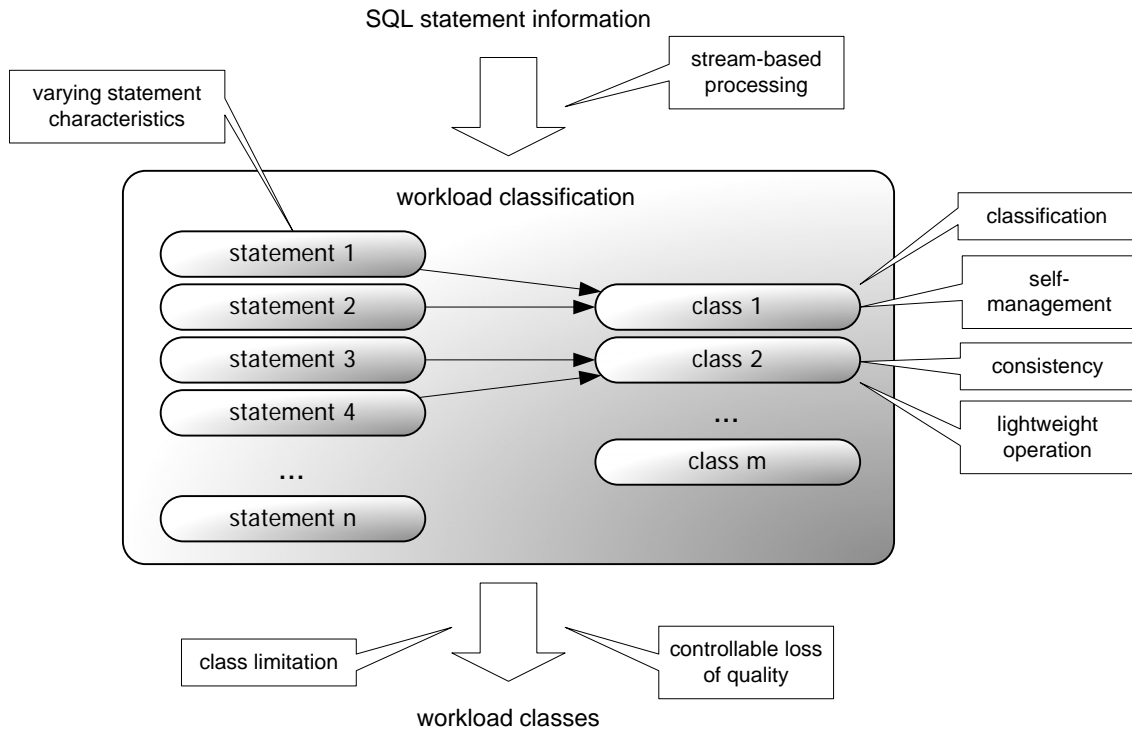 SQL statement information
stream-based
processing
varying statement
characteristics
workload classification
statement 1
statement 2
statement 3
statement 4
...
statement n
class 1
class 2
...
class m
classification
self-
management
consistency
lightweight
operation
class limitation
controllable loss
of quality
workload classes